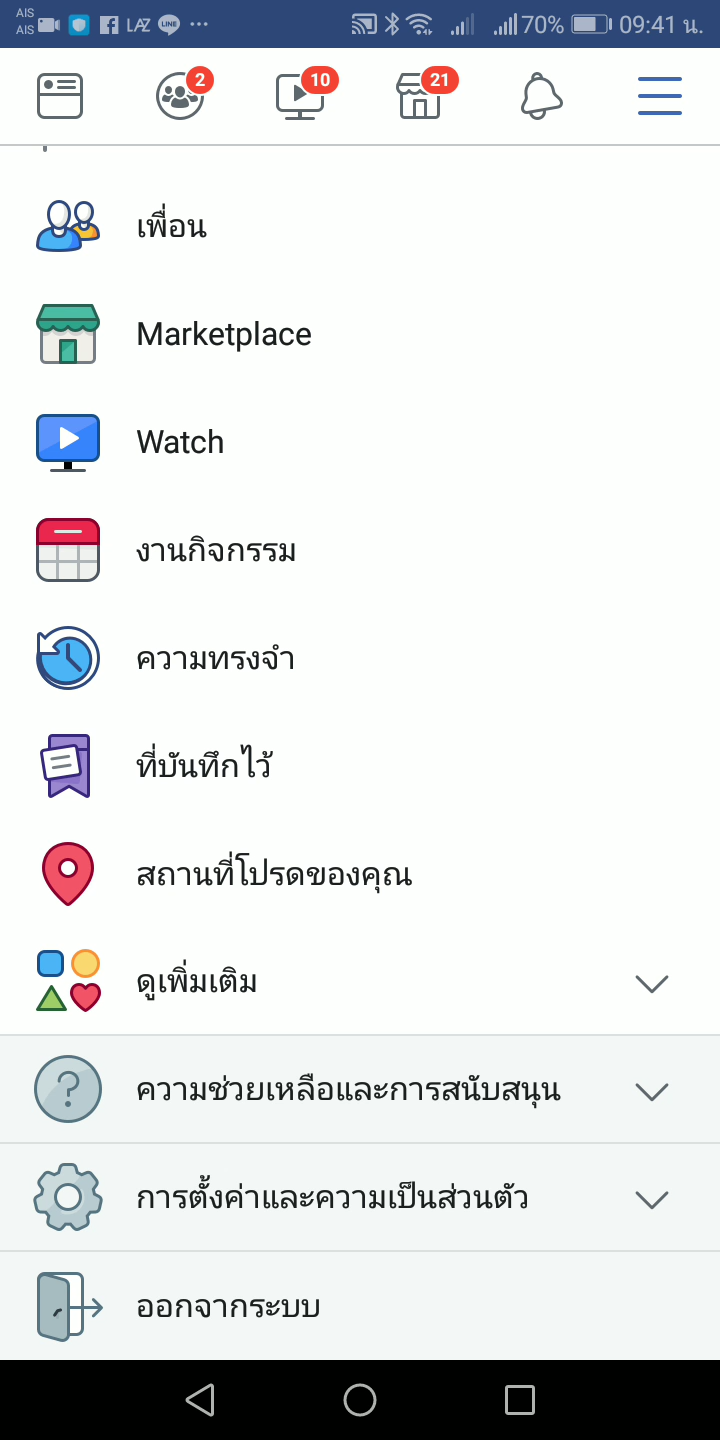 AIS
AIS
LAZ
LINE
70%
09:41 น.
2
10
21
เพื่อน
Marketplace
Watch
งานกิจกรรม
ความทรงจำ
ที่บันทึกไว้
สถานที่โปรดของคุณ
ดูเพิ่มเติม
ความช่วยเหลือและการสนับสนุน
การตั้งค่าและความเป็นส่วนตัว
ออกจากระบบ